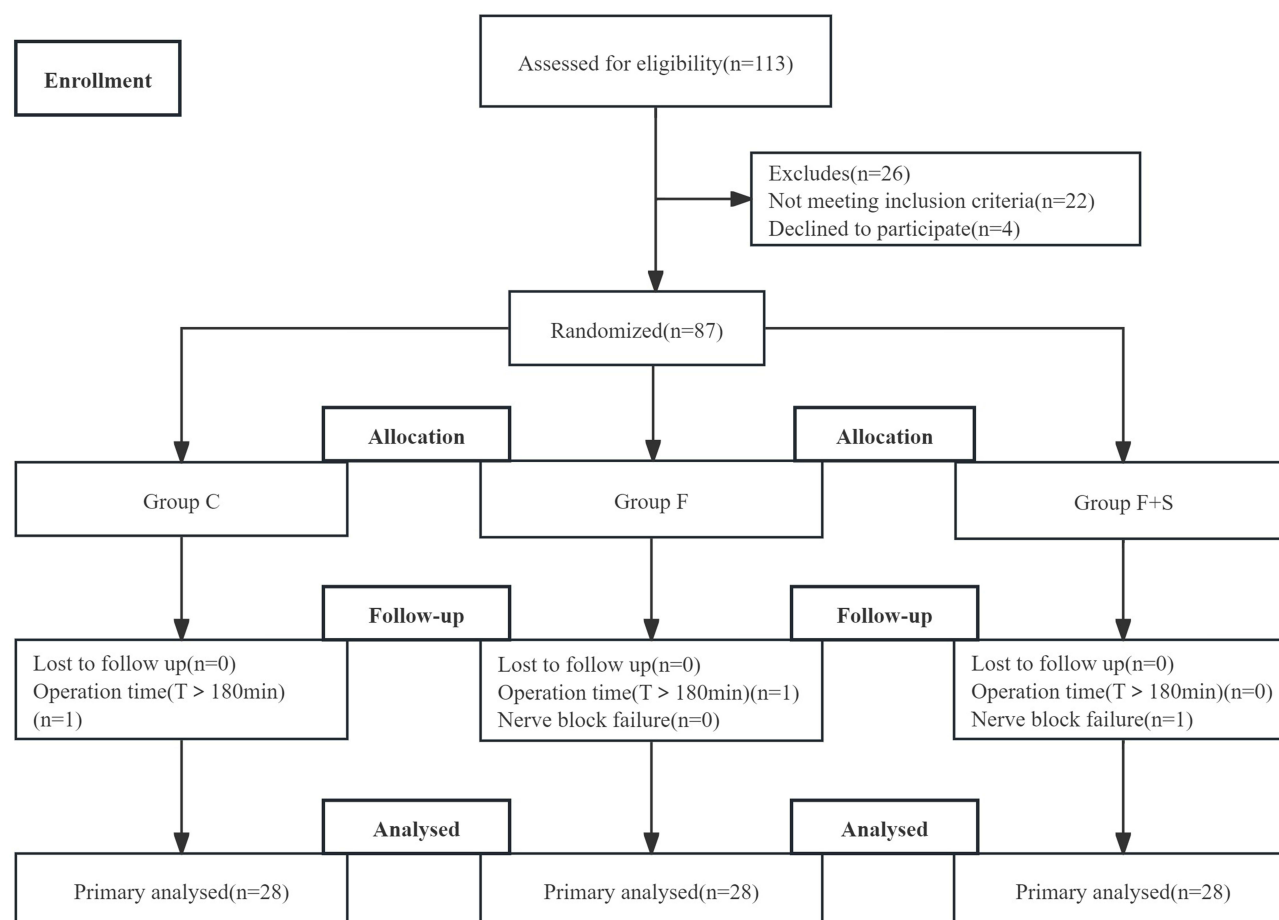 Enrollment
Assessed for eligibility(n=113)
Excludes(n=26)
Not meeting inclusion criteria(n=22)
Declined to participate(n=4)
Randomized(n=87)
Allocation
Allocation
Group C
Group F
Group F+S
Follow-up
Follow-up
Lost to follow up(n=0)
Operation time(T > 180min)
(n=1)
Lost to follow up(n=0)
Operation time(T > 180min)(n=1)
Nerve block failure(n=0)
Lost to follow up(n=0)
Operation time(T > 180min)(n=0)
Nerve block failure(n=1)
Analysed
Analysed
Primary analysed(n=28)
Primary analysed(n=28)
Primary analysed(n=28)